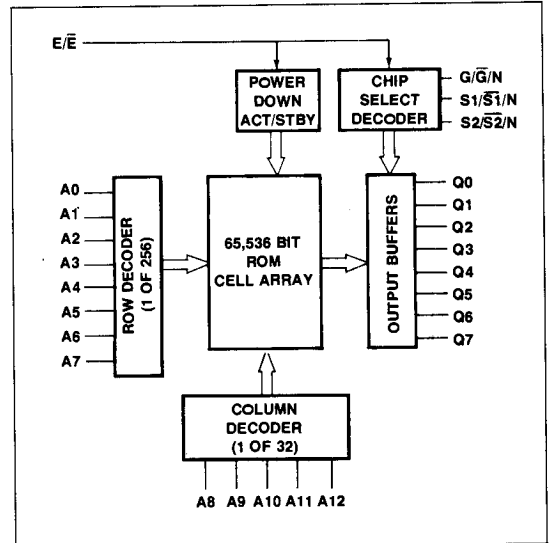 E/E̅
POWER
DOWN
ACT/STBY
CHIP
SELECT
DECODER
G/G̅/N
S1/S̅1̅/N
S2/S̅2̅/N
A0
A1
A2
A3
A4
A5
A6
A7
ROW DECODER
(1 OF 256)
65,536 BIT
ROM
CELL ARRAY
OUTPUT BUFFERS
Q0
Q1
Q2
Q3
Q4
Q5
Q6
Q7
COLUMN
DECODER
(1 OF 32)
A8 A9 A10 A11 A12